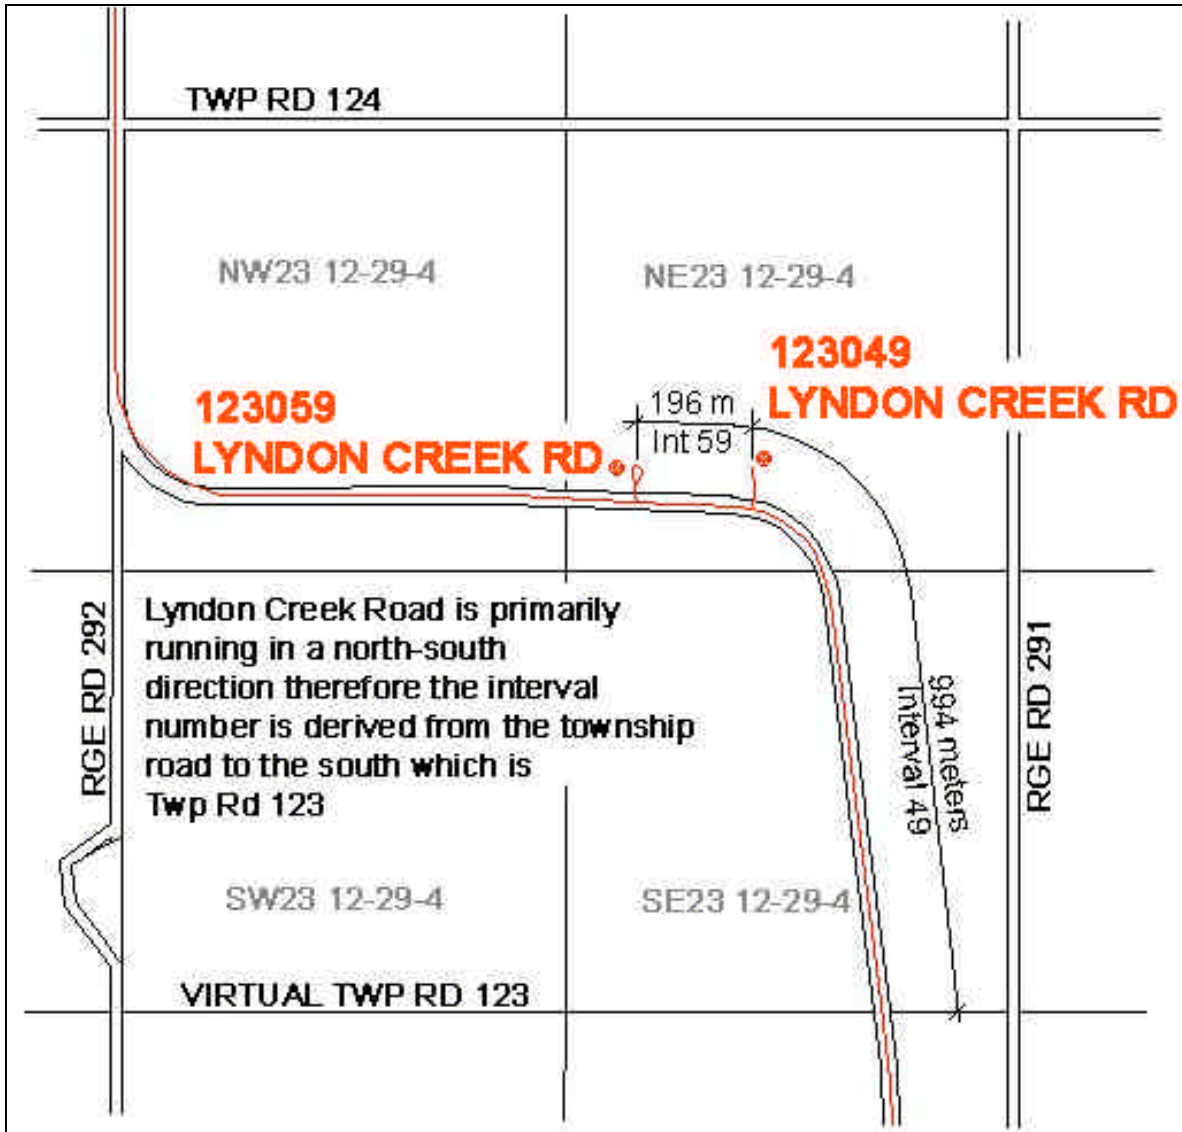 TWP RD 124
NW23 12-29-4
NE23 12-29-4
123049
LYNDON CREEK RD
123059
LYNDON CREEK RD
196 m
Int 59
RGE RD 292
Lyndon Creek Road is primarily
running in a north-south
direction therefore the interval
number is derived from the township
road to the south which is
Twp Rd 123
994 meters
Interval 49
RGE RD 291
SW23 12-29-4
SE23 12-29-4
VIRTUAL TWP RD 123